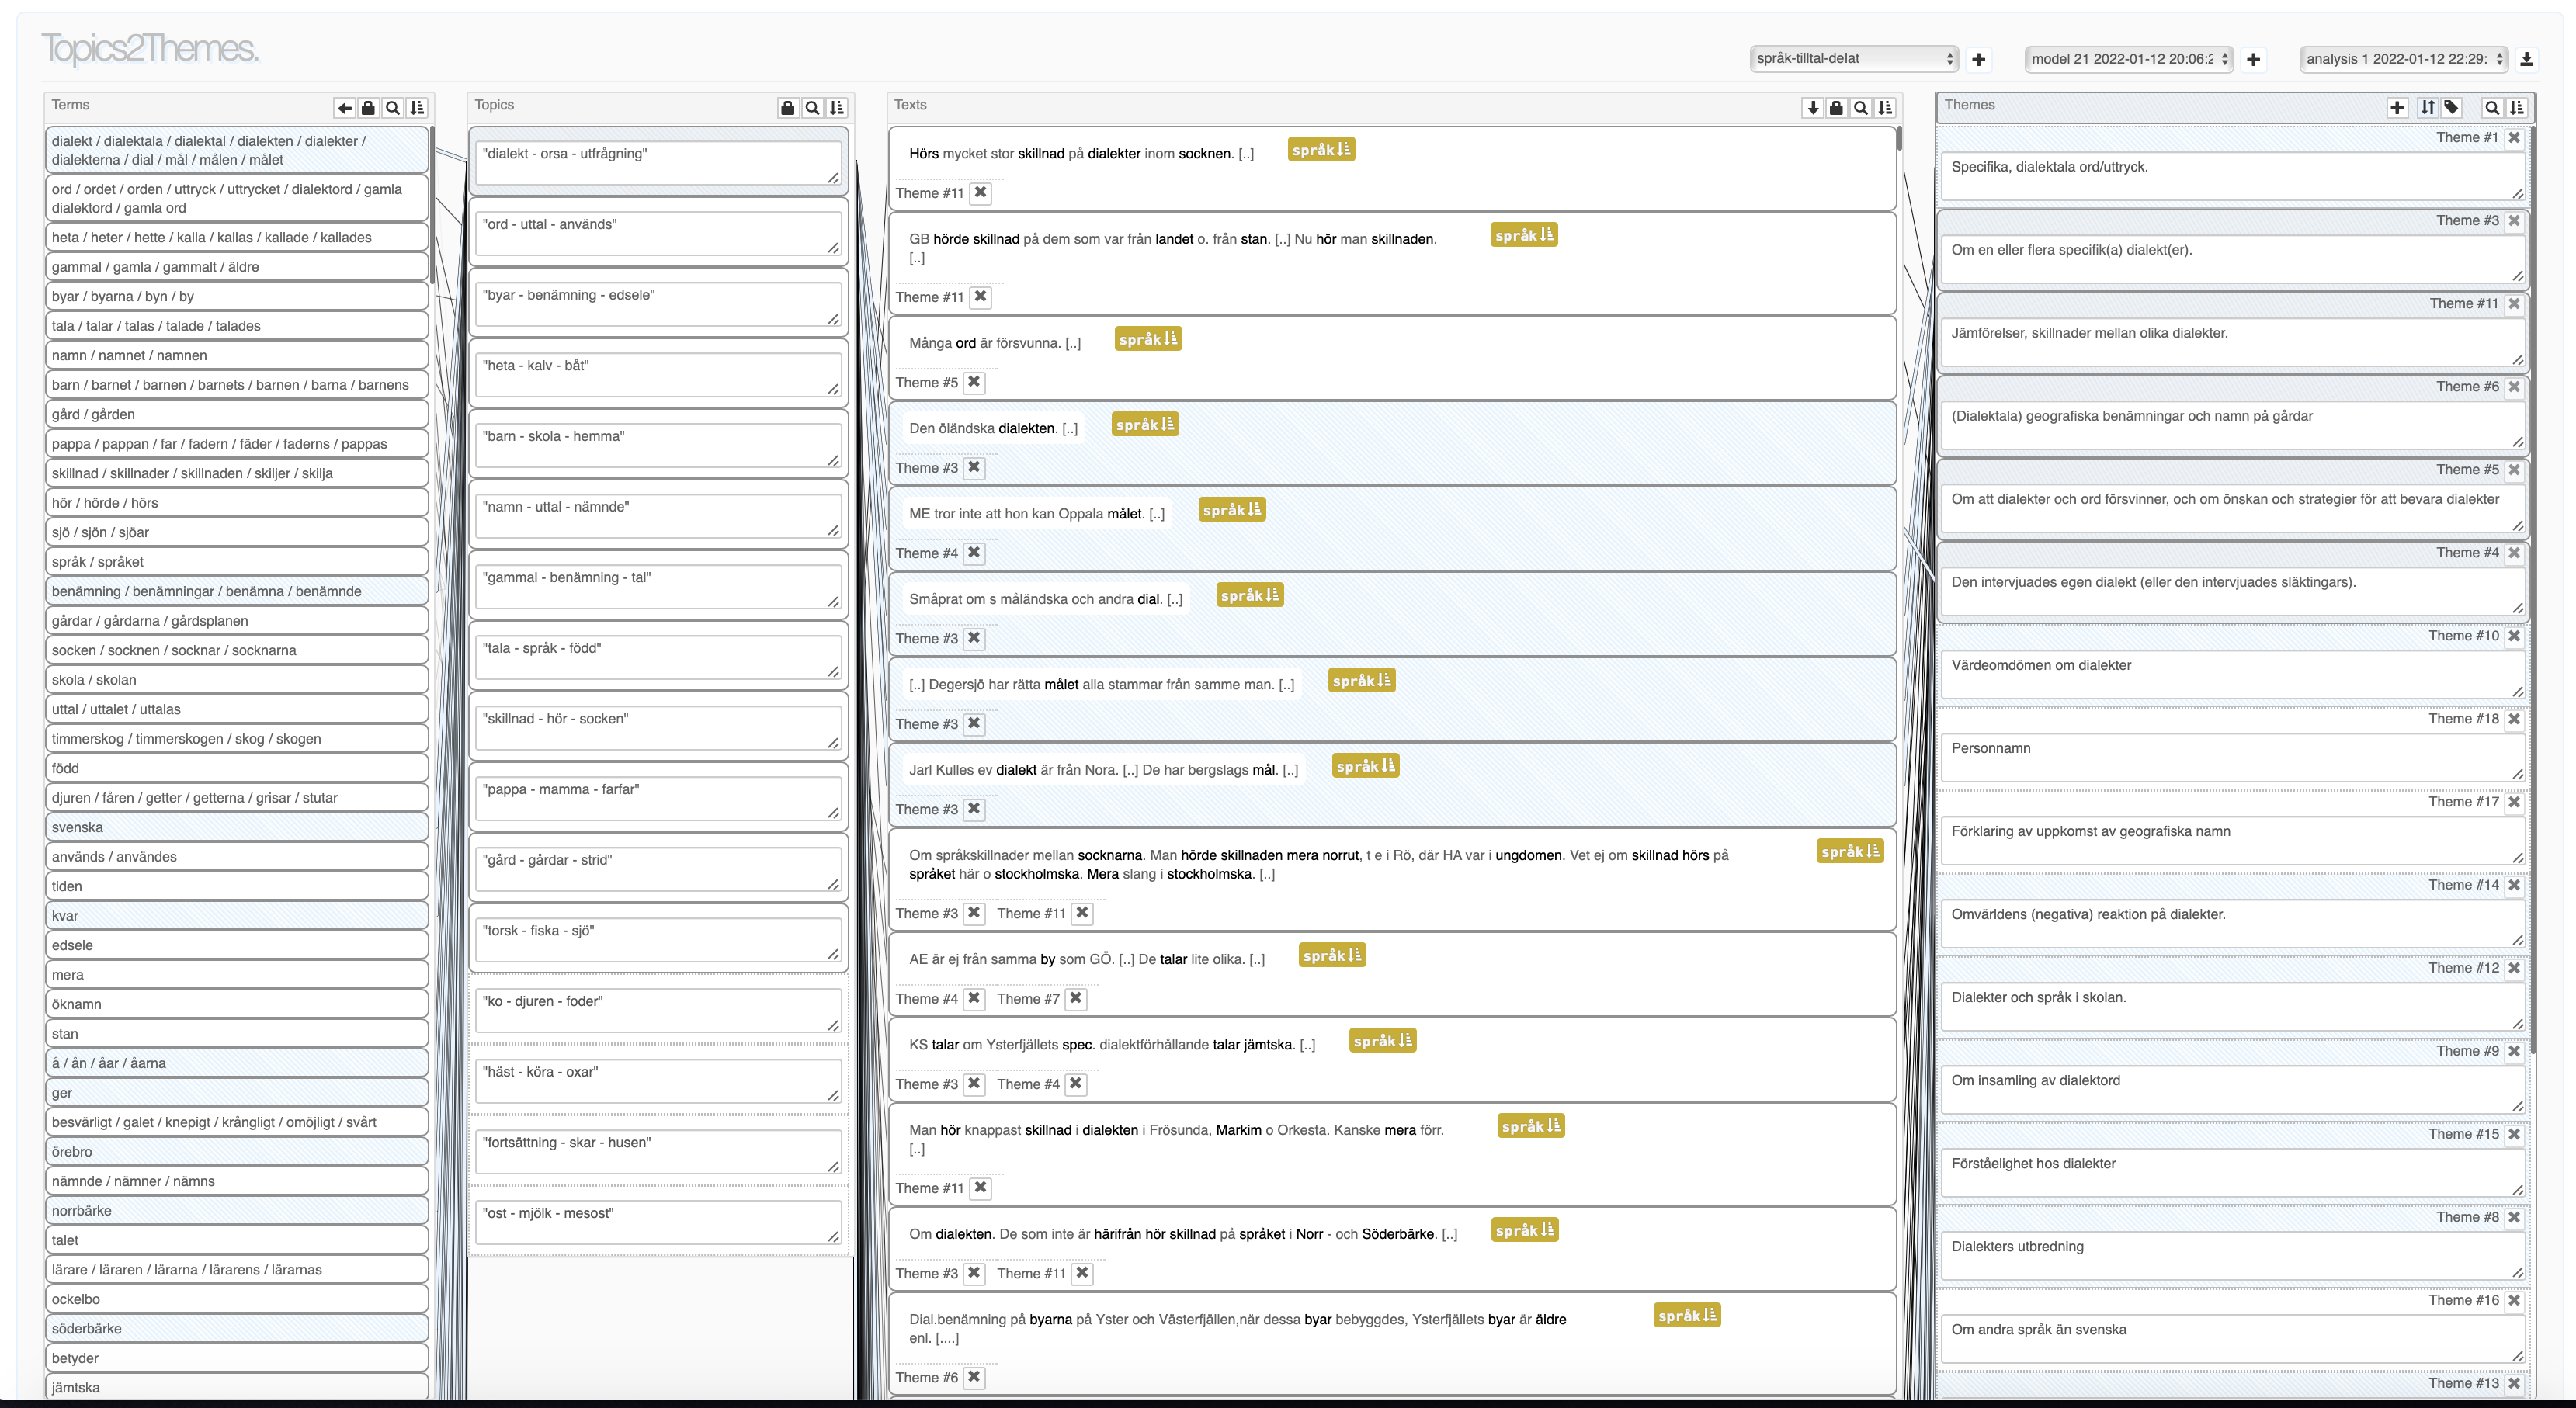 Topics2Themes.
språk-tilltal-delat
model 21 2022-01-12 20:06:2
analysis 1 2022-01-12 22:29:
Terms
dialekt / dialektala / dialektal / dialekten / dialekter /
dialekterna / dial / mål / målen / målet
ord / ordet / orden / uttryck / uttrycket / dialektord / gamla
dialektord / gamla ord
heta / heter / hette / kalla / kallas / kallade / kallades
gammal / gamla / gammalt / äldre
byar / byarna / byn / by
tala / talar / talas / talade / talades
namn / namnet / namnen
barn / barnet / barnen / barnets / barnen / barna / barnens
gård / gården
pappa / pappan / far / fadern / fäder / faderns / pappas
skillnad / skillnader / skillnaden / skiljer / skilja
hör / hörde / hörs
sjö / sjön / sjöar
språk / språket
benämning / benämningar / benämna / benämnde
gårdar / gårdarna / gårdsplanen
socken / socknen / socknar / socknarna
skola / skolan
uttal / uttalet / uttalas
timmerskog / timmerskogen / skog / skogen
född
djuren / fåren / getter / getterna / grisar / stutar
svenska
används / användes
tiden
kvar
edsele
mera
öknamn
stan
å / ån / åar / åarna
ger
besvärligt / galet / knepigt / krångligt / omöjligt / svårt
örebro
nämnde / nämner / nämns
norrbärke
talet
lärare / läraren / lärarna / lärarens / lärarnas
ockelbo
söderbärke
betyder
jämtska
Topics
"dialekt - orsa - utfrågning"
"ord - uttal - används"
"byar - benämning - edsele"
"heta - kalv - båt"
"barn - skola - hemma"
"namn - uttal - nämnde"
"gammal - benämning - tal"
"tala - språk - född"
"skillnad - hör - socken"
"pappa - mamma - farfar"
"gård - gårdar - strid"
"torsk - fiska - sjö"
"ko - djuren - foder"
"häst - köra - oxar"
"fortsättning - skar - husen"
"ost - mjölk - mesost"
Texts
Hörs mycket stor skillnad på dialekter inom socknen. [..] språk
Theme #11
GB hörde skillnad på dem som var från landet o. från stan. [..] Nu hör man skillnaden. språk
[..]
Theme #11
Många ord är försvunna. [..] språk
Theme #5
Den öländska dialekten. [..] språk
Theme #3
ME tror inte att hon kan Oppala målet. [..] språk
Theme #4
Småprat om s måländska och andra dial. [..] språk
Theme #3
[..] Degersjö har rätta målet alla stammar från samme man. [..] språk
Theme #3
Jarl Kulles ev dialekt är från Nora. [..] De har bergslags mål. [..] språk
Theme #3
Om språkskillnader mellan socknarna. Man hörde skillnaden mera norrut, t e i Rö, där HA var i ungdomen. Vet ej om skillnad hörs på språk
språket här o stockholmska. Mera slang i stockholmska. [..]
Theme #3 Theme #11
AE är ej från samma by som GÖ. [..] De talar lite olika. [..] språk
Theme #4 Theme #7
KS talar om Ysterfjällets spec. dialektförhållande talar jämtska. [..] språk
Theme #3 Theme #4
Man hör knappast skillnad i dialekten i Frösunda, Markim o Orkesta. Kanske mera förr. språk
[..]
Theme #11
Om dialekten. De som inte är härifrån hör skillnad på språket i Norr - och Söderbärke. [..] språk
Theme #3 Theme #11
Dial.benämning på byarna på Yster och Västerfjällen,när dessa byar bebyggdes, Ysterfjällets byar är äldre språk
enl. [....]
Theme #6
Themes
Theme #1
Specifika, dialektala ord/uttryck.
Theme #3
Om en eller flera specifik(a) dialekt(er).
Theme #11
Jämförelser, skillnader mellan olika dialekter.
Theme #6
(Dialektala) geografiska benämningar och namn på gårdar
Theme #5
Om att dialekter och ord försvinner, och om önskan och strategier för att bevara dialekter
Theme #4
Den intervjuades egen dialekt (eller den intervjuades släktingars).
Theme #10
Värdeomdömen om dialekter
Theme #18
Personnamn
Theme #17
Förklaring av uppkomst av geografiska namn
Theme #14
Omvärldens (negativa) reaktion på dialekter.
Theme #12
Dialekter och språk i skolan.
Theme #9
Om insamling av dialektord
Theme #15
Förståelighet hos dialekter
Theme #8
Dialekters utbredning
Theme #16
Om andra språk än svenska
Theme #13